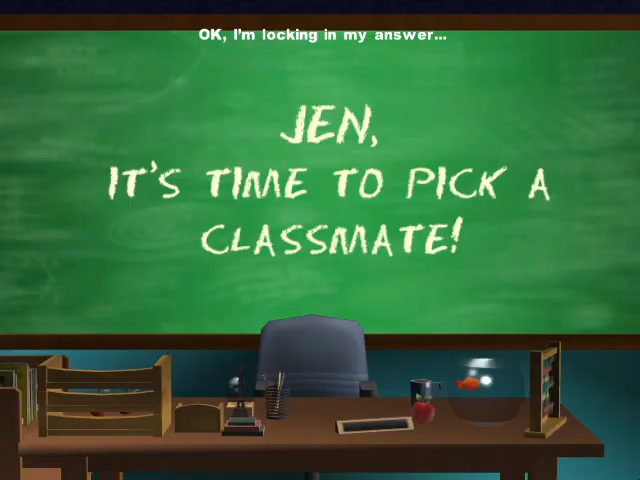 OK, I'm locking in my answer...
JEN,
IT'S TIME TO PICK A
CLASSMATE!